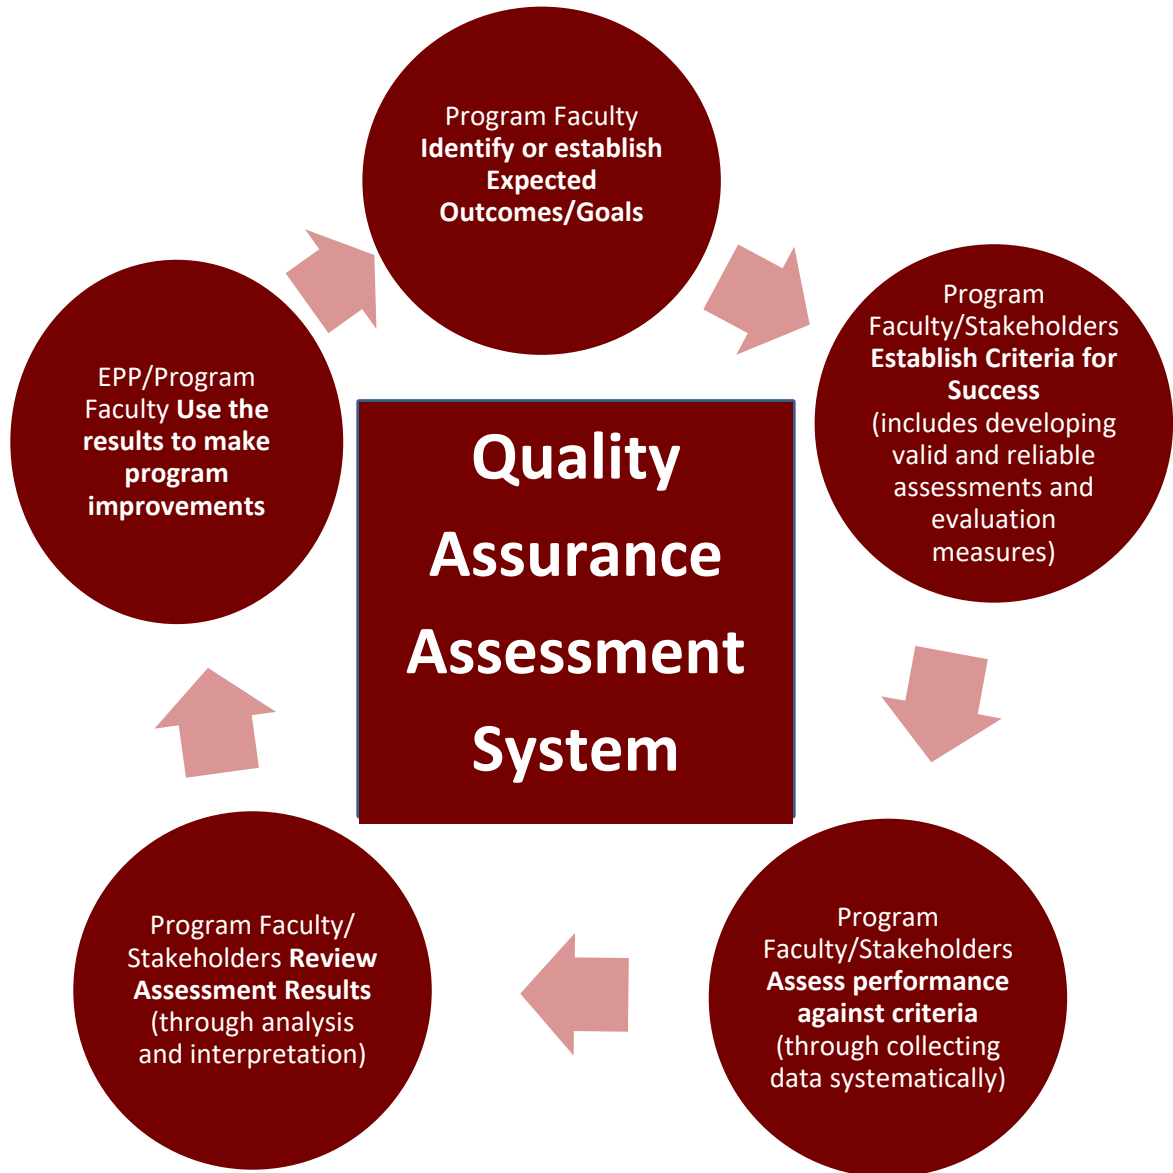 Program Faculty
Identify or establish
Expected
Outcomes/Goals
Program
Faculty/Stakeholders
Establish Criteria for
Success
(includes developing
valid and reliable
assessments and
evaluation
measures)
Program
Faculty/Stakeholders
Assess performance
against criteria
(through collecting
data systematically)
Program Faculty/
Stakeholders Review
Assessment Results
(through analysis
and interpretation)
EPP/Program
Faculty Use the
results to make
program
improvements
Quality
Assurance
Assessment
System